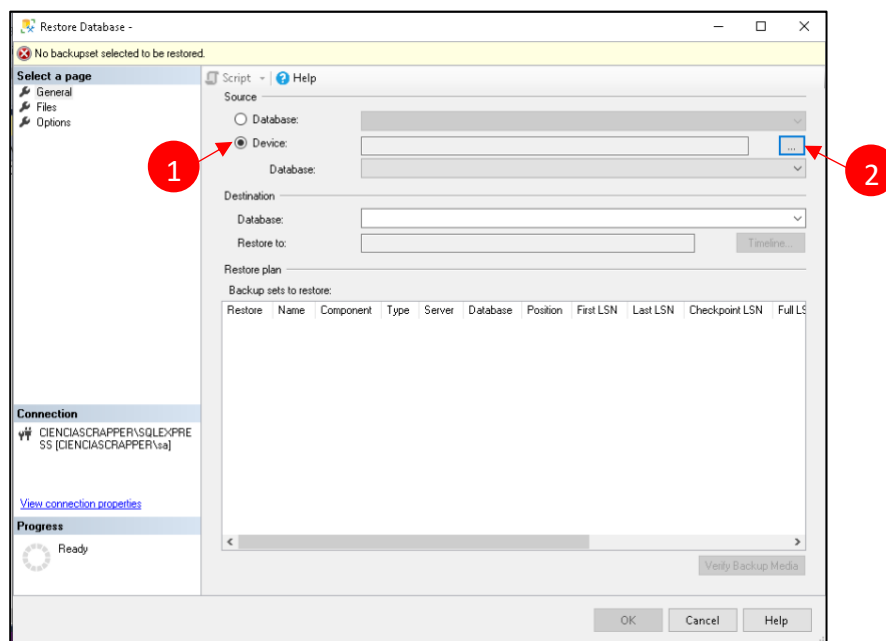 Restore Database -
No backupset selected to be restored.
Select a page
General
Files
Options
Script
Help
Source
Database:
Device:
...
Database:
1
2
Destination
Database:
Restore to:
Timeline...
Restore plan
Backup sets to restore:
Restore Name Component Type Server Database Position First LSN Last LSN Checkpoint LSN Full LS
Connection
CIENCIASCRAPPER\SQLEXPRE
SS [CIENCIASCRAPPER\sa]
View connection properties
Progress
Ready
Verify Backup Media
OK Cancel Help